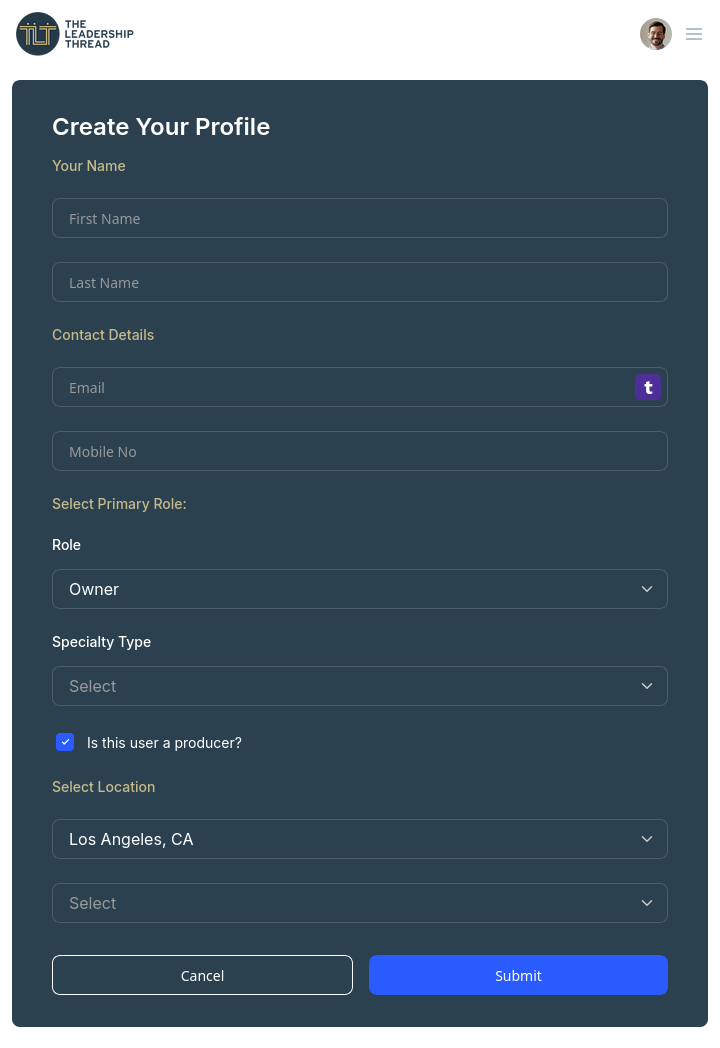 TLT
THE
LEADERSHIP
THREAD
Create Your Profile
Your Name
First Name
Last Name
Contact Details
Email
t
Mobile No
Select Primary Role:
Role
Owner
Specialty Type
Select
Is this user a producer?
Select Location
Los Angeles, CA
Select
Cancel
Submit